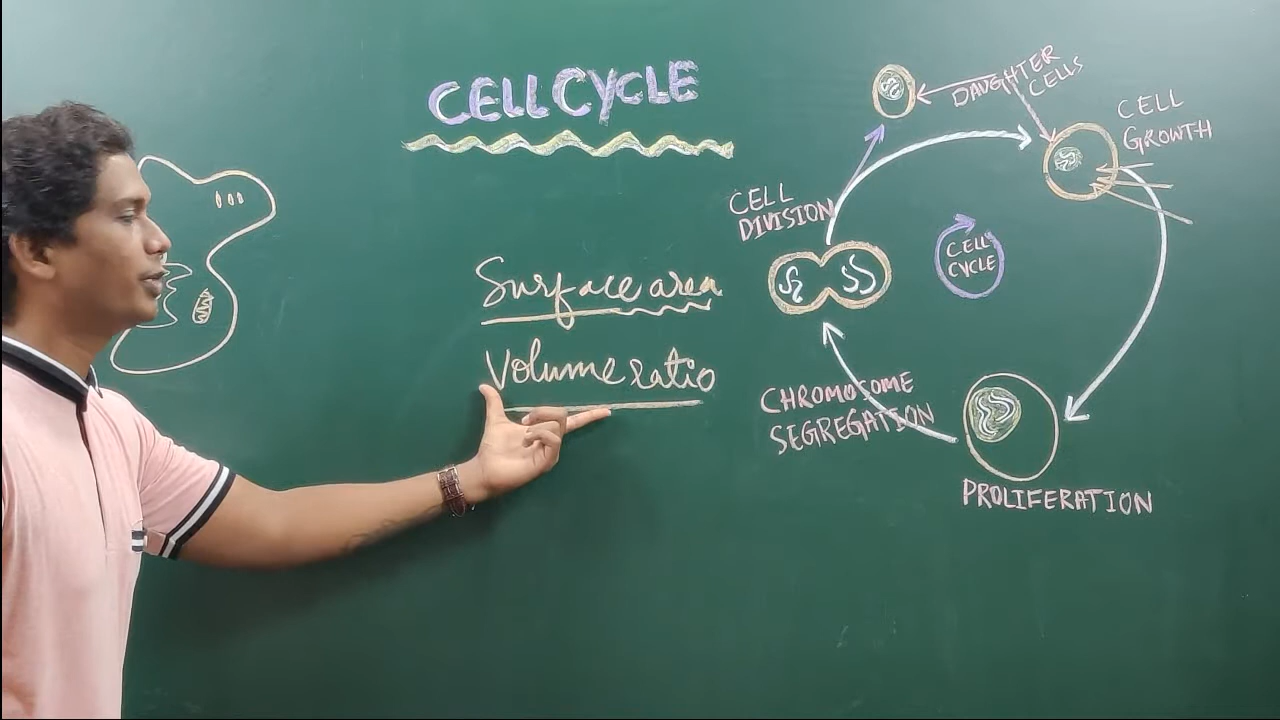 CELL CYCLE
Surface area
Volume ratio
DAUGHTER
CELLS
CELL
GROWTH
CELL
DIVISION
CELL
CYCLE
CHROMOSOME
SEGREGATION
PROLIFERATION